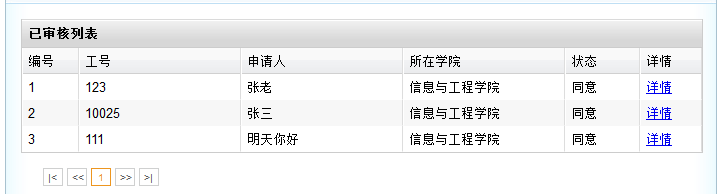 已审核列表
编号 工号 申请人 所在学院 状态 详情
1 123 张老 信息与工程学院 同意 详情
2 10025 张三 信息与工程学院 同意 详情
3 111 明天你好 信息与工程学院 同意 详情
|< << 1 >> >|